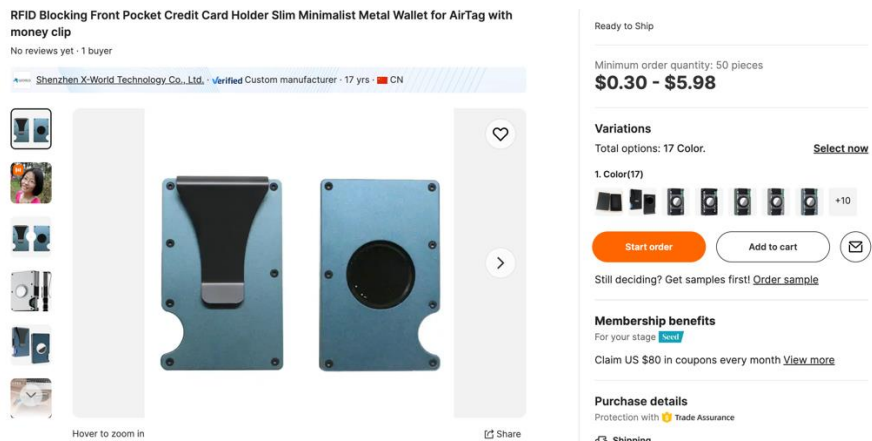 RFID Blocking Front Pocket Credit Card Holder Slim Minimalist Metal Wallet for AirTag with
money clip
No reviews yet · 1 buyer
Shenzhen X-World Technology Co., Ltd. · Verified Custom manufacturer · 17 yrs · CN
Hover to zoom in
Share
Ready to Ship
Minimum order quantity: 50 pieces
$0.30 - $5.98
Variations
Total options: 17 Color. Select now
1. Color(17)
+10
Start order Add to cart
Still deciding? Get samples first! Order sample
Membership benefits
For your stage Seed
Claim US $80 in coupons every month View more
Purchase details
Protection with Trade Assurance
Shipping